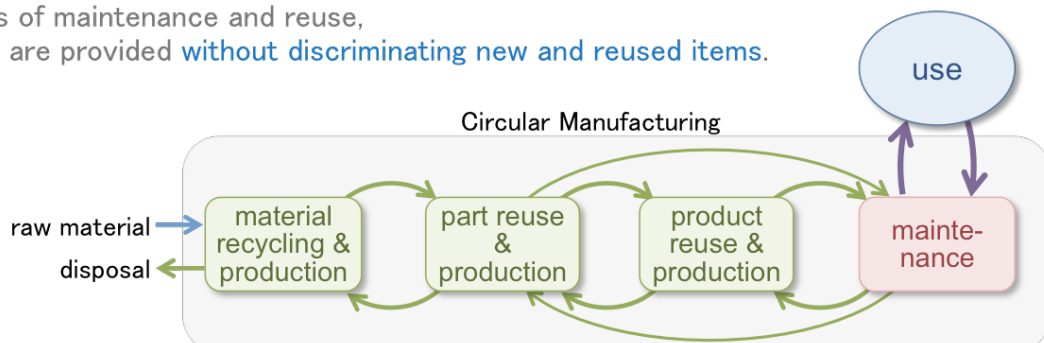 s of maintenance and reuse,
are provided without discriminating new and reused items.
use
Circular Manufacturing
raw material
disposal
material
recycling &
production
part reuse
&
production
product
reuse &
production
mainte-
nance